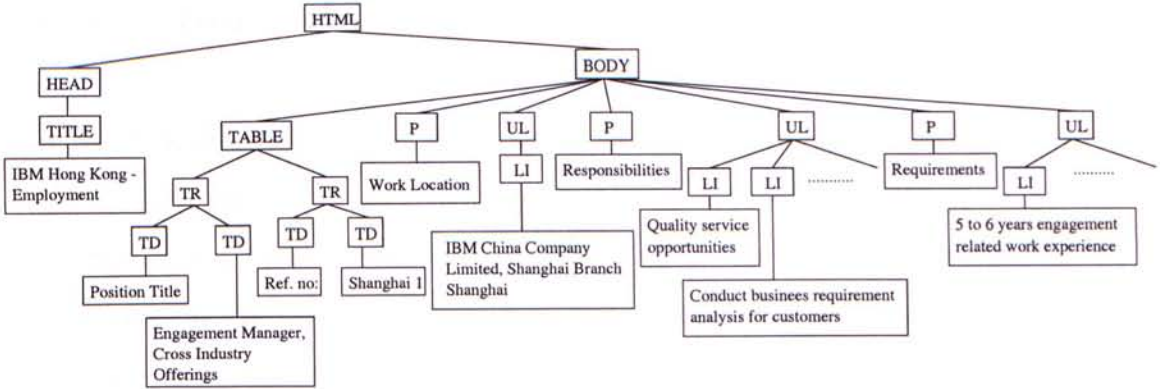 HTML
HEAD
BODY
TITLE
TABLE
P
UL
P
UL
P
UL
IBM Hong Kong -
Employment
TR
TR
Work Location
LI
Responsibilities
LI
LI
............
Requirements
LI
..........
TD
TD
TD
TD
Position Title
Engagement Manager,
Cross Industry
Offerings
Ref. no:
Shanghai 1
IBM China Company
Limited, Shanghai Branch
Shanghai
Quality service
opportunities
Conduct businees requirement
analysis for customers
5 to 6 years engagement
related work experience